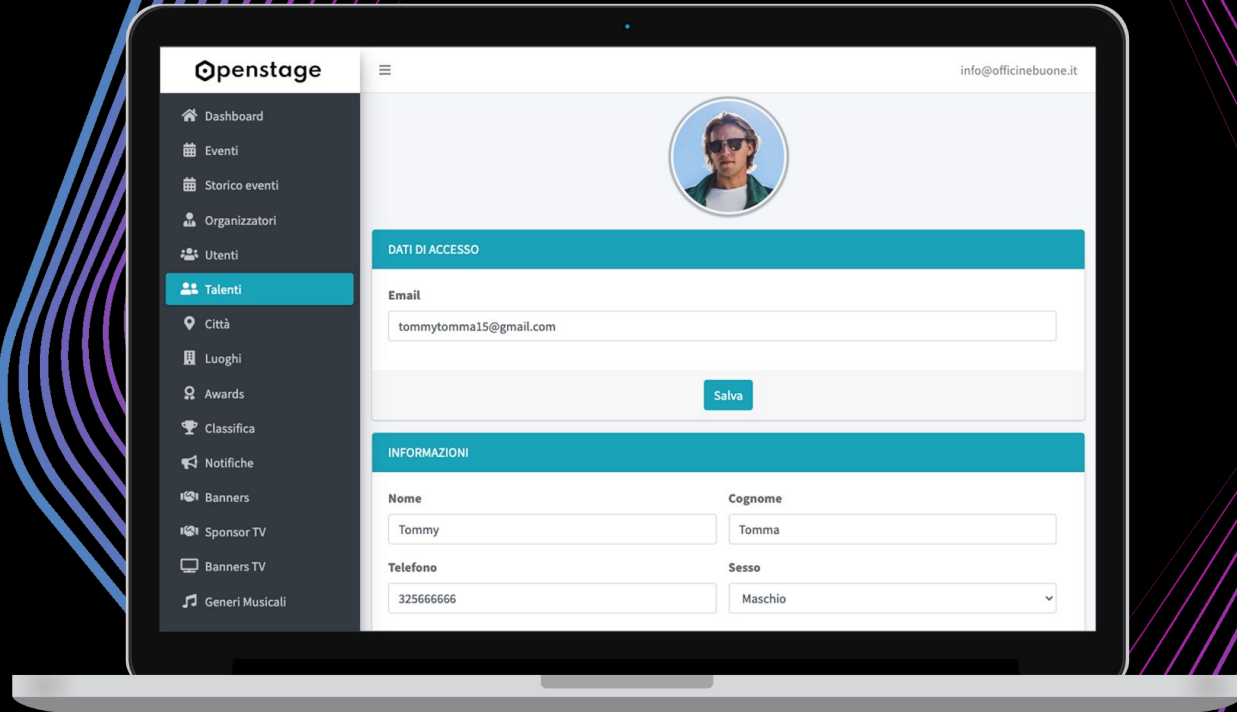 Openstage
info@officinebuone.it
Dashboard
Eventi
Storico eventi
Organizzatori
Utenti
Talenti
Città
Luoghi
Awards
Classifica
Notifiche
Banners
Sponsor TV
Banners TV
Generi Musicali
DATI DI ACCESSO
Email
tommytomma15@gmail.com
Salva
INFORMAZIONI
Nome
Cognome
Tommy
Tomma
Telefono
Sesso
325666666
Maschio